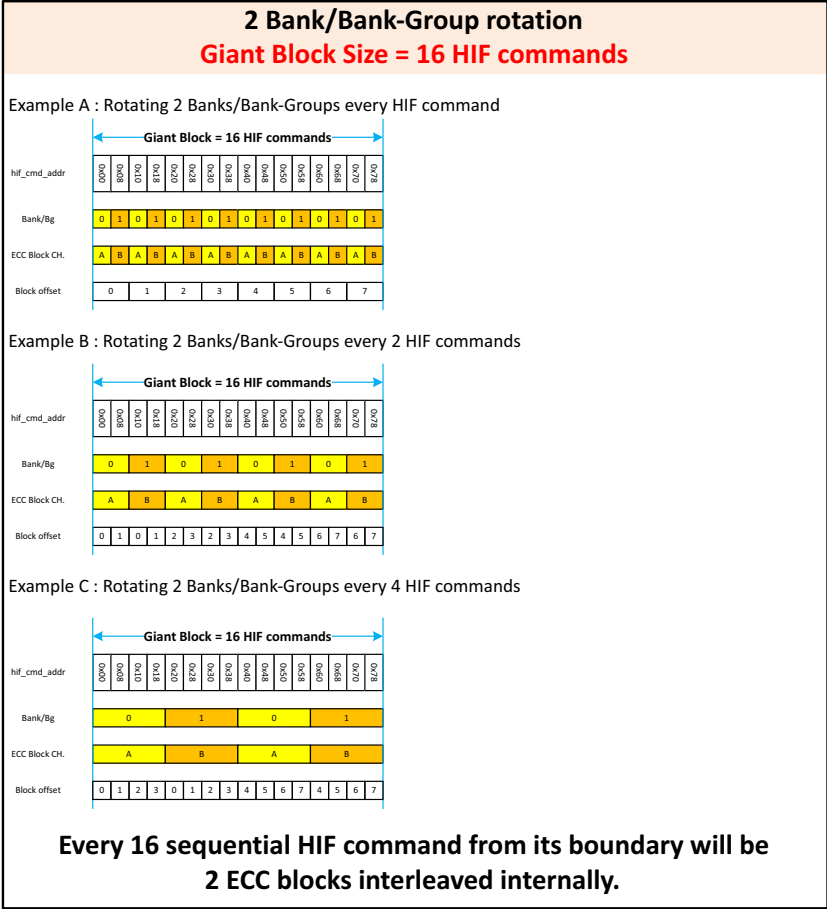 2 Bank/Bank-Group rotation
Giant Block Size = 16 HIF commands
Example A : Rotating 2 Banks/Bank-Groups every HIF command
Giant Block = 16 HIF commands
hif_cmd_addr 0x00 0x08 0x10 0x18 0x20 0x28 0x30 0x38 0x40 0x48 0x50 0x58 0x60 0x68 0x70 0x78
Bank/Bg 0 1 0 1 0 1 0 1 0 1 0 1 0 1 0 1
ECC Block CH. A B A B A B A B A B A B A B A B
Block offset 0 1 2 3 4 5 6 7
Example B : Rotating 2 Banks/Bank-Groups every 2 HIF commands
Giant Block = 16 HIF commands
hif_cmd_addr 0x00 0x08 0x10 0x18 0x20 0x28 0x30 0x38 0x40 0x48 0x50 0x58 0x60 0x68 0x70 0x78
Bank/Bg 0 1 0 1 0 1 0 1
ECC Block CH. A B A B A B A B
Block offset 0 1 0 1 2 3 2 3 4 5 4 5 6 7 6 7
Example C : Rotating 2 Banks/Bank-Groups every 4 HIF commands
Giant Block = 16 HIF commands
hif_cmd_addr 0x00 0x08 0x10 0x18 0x20 0x28 0x30 0x38 0x40 0x48 0x50 0x58 0x60 0x68 0x70 0x78
Bank/Bg 0 1 0 1
ECC Block CH. A B A B
Block offset 0 1 2 3 0 1 2 3 4 5 6 7 4 5 6 7
Every 16 sequential HIF command from its boundary will be
2 ECC blocks interleaved internally.